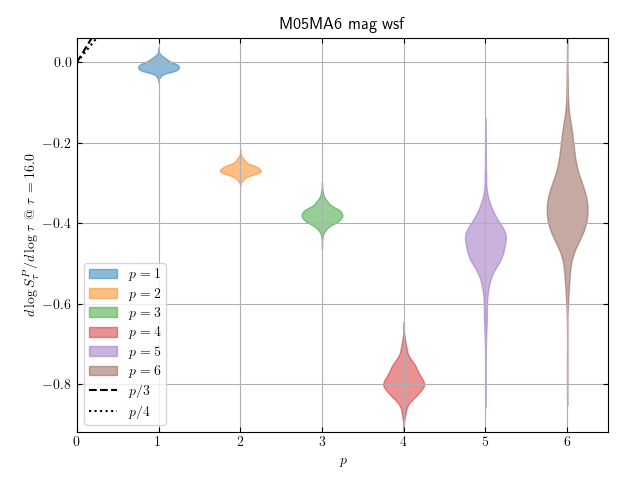 M05MA6 mag wsf
d log S_τ^P / d log τ @ τ = 16.0
0.0
−0.2
−0.4
−0.6
−0.8
p = 1
p = 2
p = 3
p = 4
p = 5
p = 6
p/3
p/4
0 1 2 3 4 5 6
p